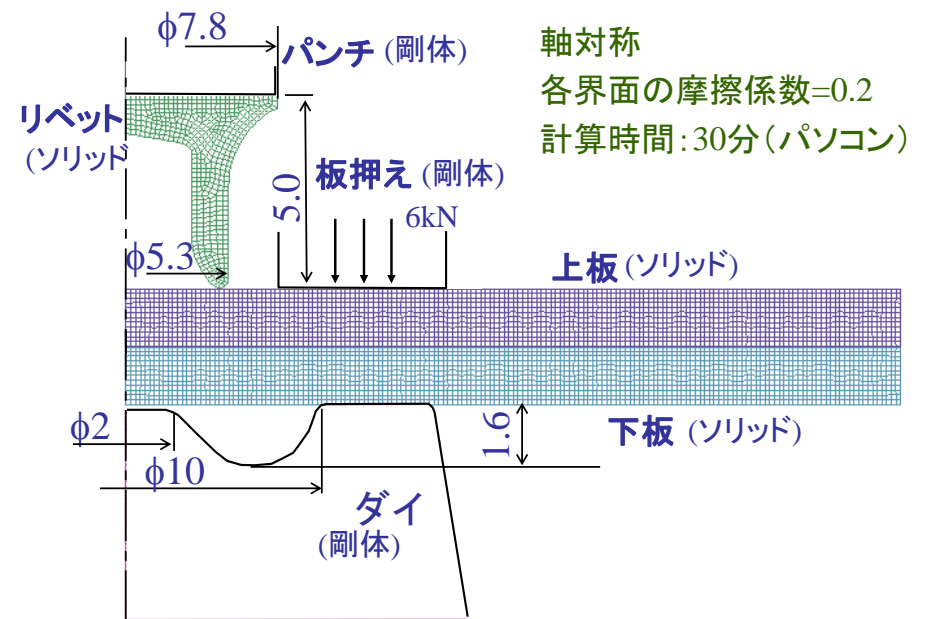 ϕ7.8
パンチ (剛体)
軸対称
各界面の摩擦係数=0.2
計算時間:30分(パソコン)
リベット
(ソリッド
板押え (剛体)
5.0
6kN
ϕ5.3
上板(ソリッド)
ϕ2
1.6
下板 (ソリッド)
ϕ10
ダイ
(剛体)